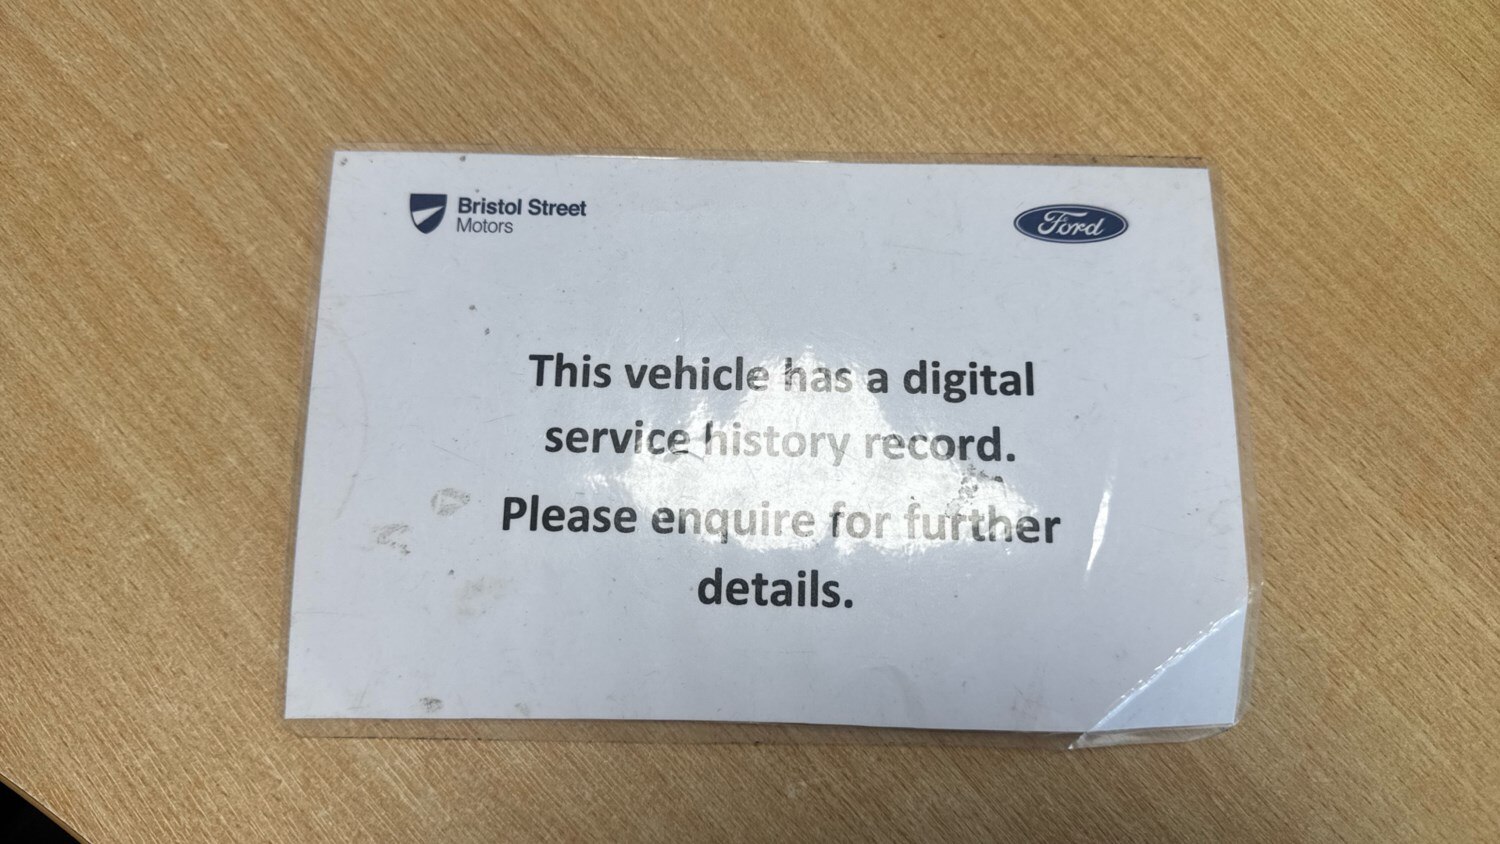 Bristol Street
Motors
Ford
This vehicle has a digital
service history record.
Please enquire for further
details.